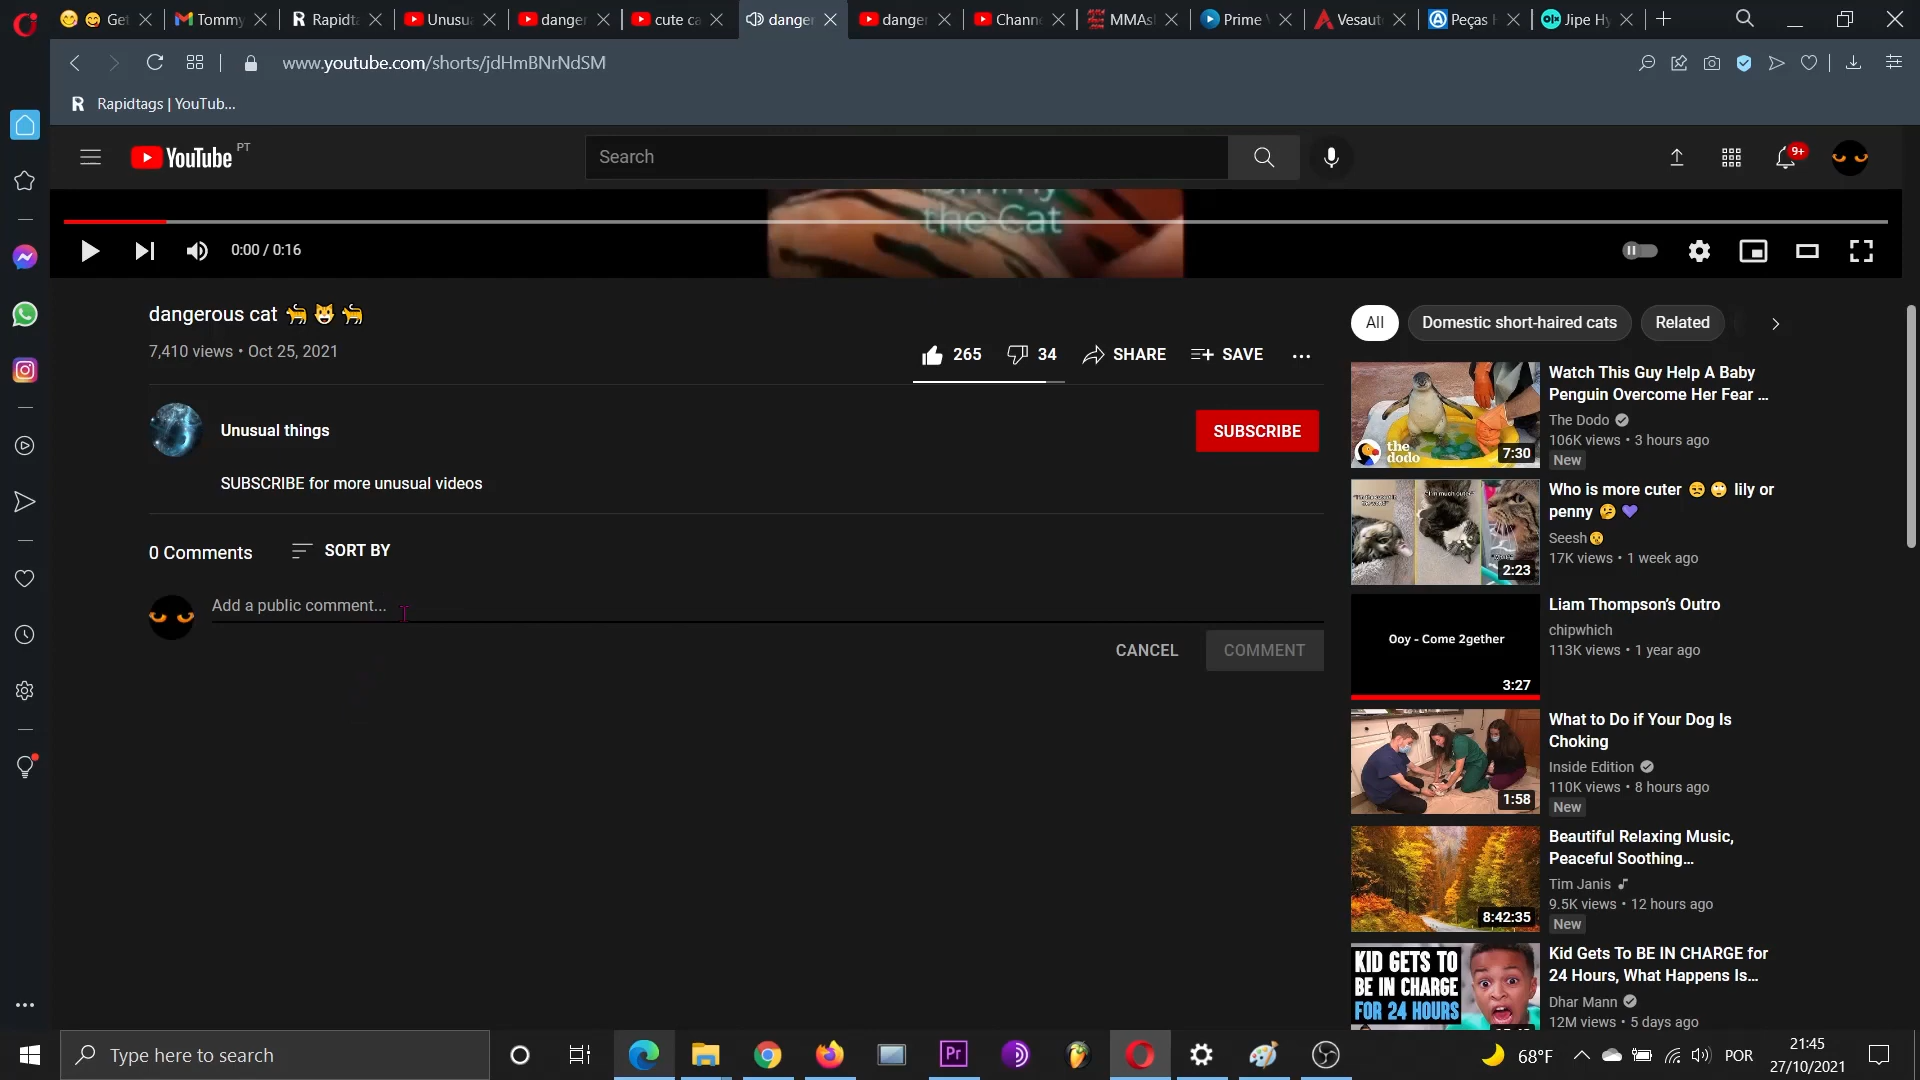 Get
Tommy
Rapidta
Unusua
danger
cute ca
danger
danger
Channe
MMAsl
Prime V
Vesaut
Peças
Jipe Hy
www.youtube.com/shorts/jdHmBNrNdSM
R Rapidtags | YouTub...
YouTube PT
Search
9+
the Cat
0:00 / 0:16
dangerous cat 🐈 😺 🐈
7,410 views • Oct 25, 2021
265
34
SHARE
SAVE
Unusual things
SUBSCRIBE
SUBSCRIBE for more unusual videos
0 Comments
SORT BY
Add a public comment...
CANCEL
COMMENT
All
Domestic short-haired cats
Related
the dodo
7:30
Watch This Guy Help A Baby
Penguin Overcome Her Fear ...
The Dodo
106K views • 3 hours ago
New
2:23
Who is more cuter 😒 🙄 lily or
penny 🤔 💜
Seesh
17K views • 1 week ago
Ooy - Come 2gether
3:27
Liam Thompson's Outro
chipwhich
113K views • 1 year ago
1:58
What to Do if Your Dog Is
Choking
Inside Edition
110K views • 8 hours ago
New
8:42:35
Beautiful Relaxing Music,
Peaceful Soothing...
Tim Janis
9.5K views • 12 hours ago
New
KID GETS TO
BE IN CHARGE
FOR 24 HOURS
Kid Gets To BE IN CHARGE for
24 Hours, What Happens Is...
Dhar Mann
12M views • 5 days ago
Type here to search
Pr
68°F
POR
21:45
27/10/2021